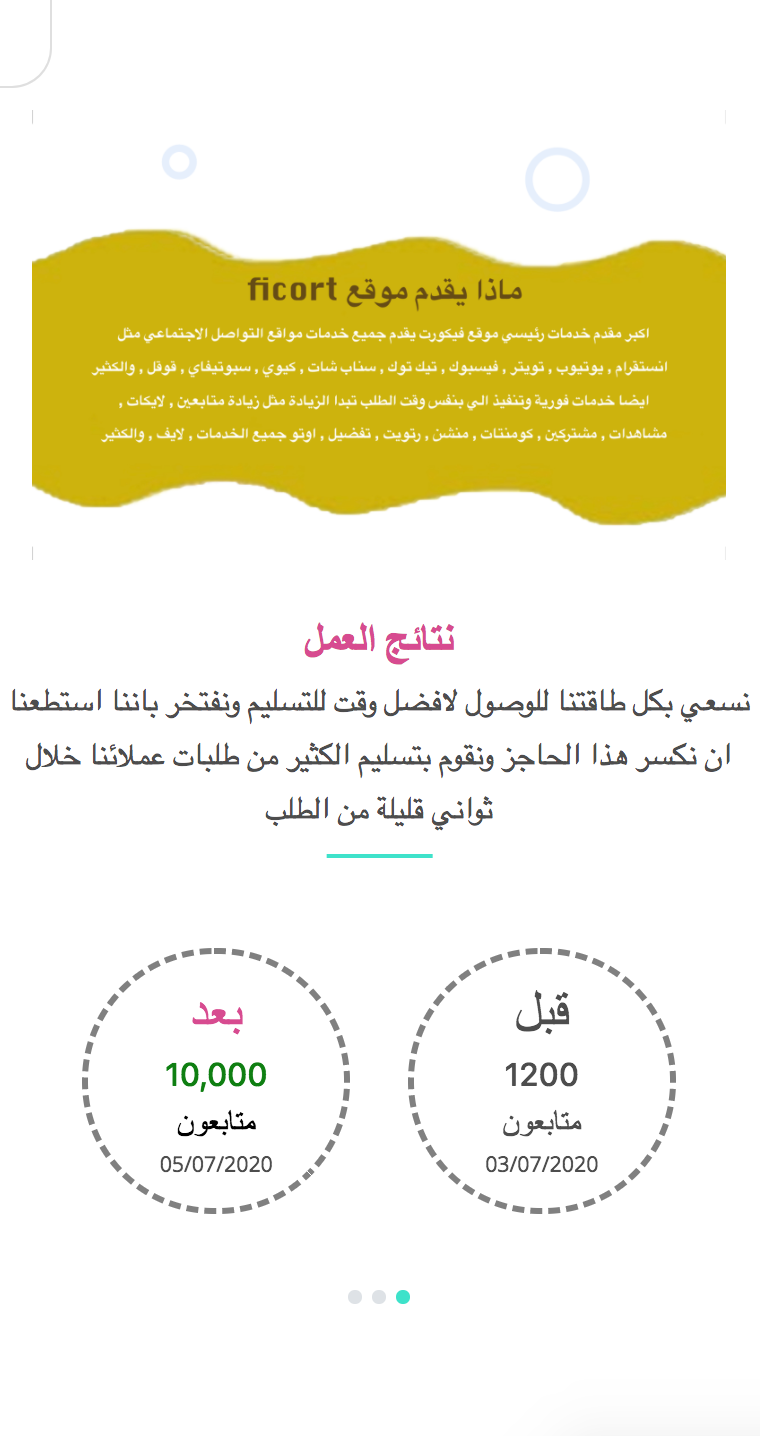 ماذا يقدم موقع ficort
اكبر مقدم خدمات رئيسي موقع فيكورت يقدم جميع خدمات مواقع التواصل الاجتماعي مثل
انستقرام , يوتيوب , تويتر , فيسبوك , تيك توك , سناب شات , كيوي , سبوتيفاي , قوقل , والكثير
ايضا خدمات فورية وتنفيذ الي بنفس وقت الطلب تبدا الزيادة مثل زيادة متابعين , لايكات ,
مشاهدات , مشتركين , كومنتات , منشن , رتويت , تفضيل , اوتو جميع الخدمات , لايف , والكثير
نتائج العمل
نسعي بكل طاقتنا للوصول لافضل وقت للتسليم ونفتخر باننا استطعنا
ان نكسر هذا الحاجز ونقوم بتسليم الكثير من طلبات عملائنا خلال
ثواني قليلة من الطلب
قبل
1200
متابعون
03/07/2020
بعد
10,000
متابعون
05/07/2020